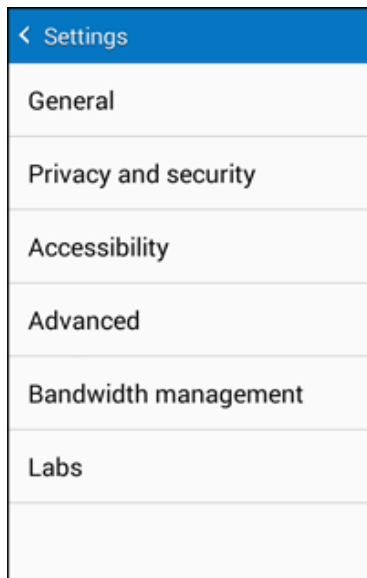 Settings
General
Privacy and security
Accessibility
Advanced
Bandwidth management
Labs